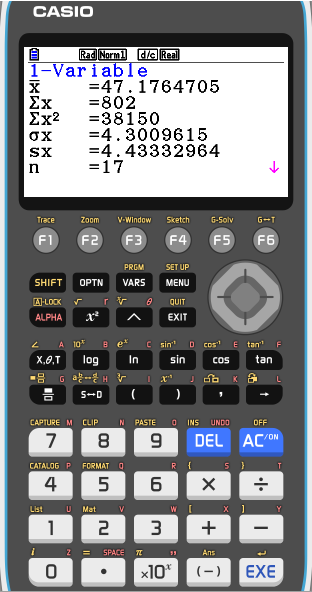 CASIO
Rad Norm1 d/c Real
1-Variable
x̄ =47.1764705
Σx =802
Σx² =38150
σx =4.3009615
sx =4.43332964
n =17
Trace Zoom V-Window Sketch G-Solv G↔T
F1 F2 F3 F4 F5 F6
PRGM SET UP
SHIFT OPTN VARS MENU
A-LOCK √ r ∛ θ QUIT
ALPHA x² ^ EXIT
∠ A 10ˣ B eˣ C sin⁻¹ D cos⁻¹ E tan⁻¹ F
X,θ,T log ln sin cos tan
G H ∛ I x⁻¹ J K L
S↔D ( ) , →
CAPTURE M CLIP N PASTE O INS UNDO OFF
7 8 9 DEL AC/ON
CATALOG P FORMAT Q R { S } T
4 5 6 × ÷
List U Mat V W [ X ] Y
1 2 3 + −
i Z = SPACE π " Ans ↵
0 • ×10ˣ (−) EXE